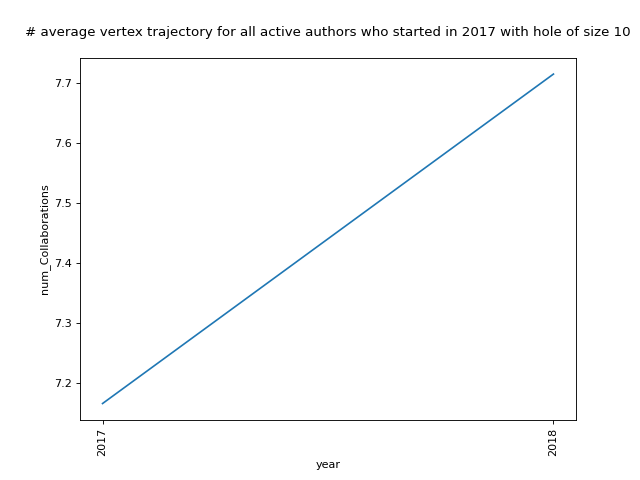 # average vertex trajectory for all active authors who started in 2017 with hole of size 10
7.7
7.6
7.5
7.4
7.3
7.2
num_Collaborations
2017
2018
year